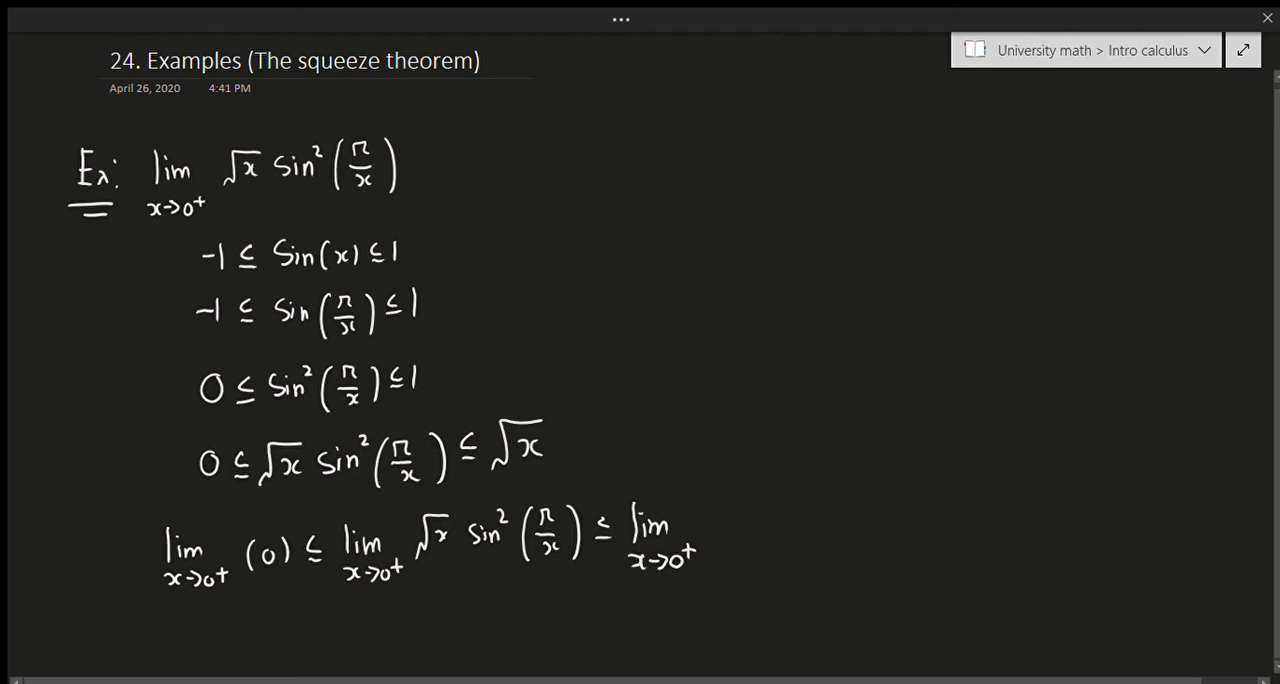 ...
24. Examples (The squeeze theorem)
University math > Intro calculus
April 26, 2020 4:41 PM
Ex: lim x→0⁺ √x sin²(π/x)
-1 ≤ Sin(x) ≤ 1
-1 ≤ Sin(π/x) ≤ 1
0 ≤ Sin²(π/x) ≤ 1
0 ≤ √x Sin²(π/x) ≤ √x
lim x→0⁺ (0) ≤ lim x→0⁺ √x sin²(π/x) ≤ lim x→0⁺